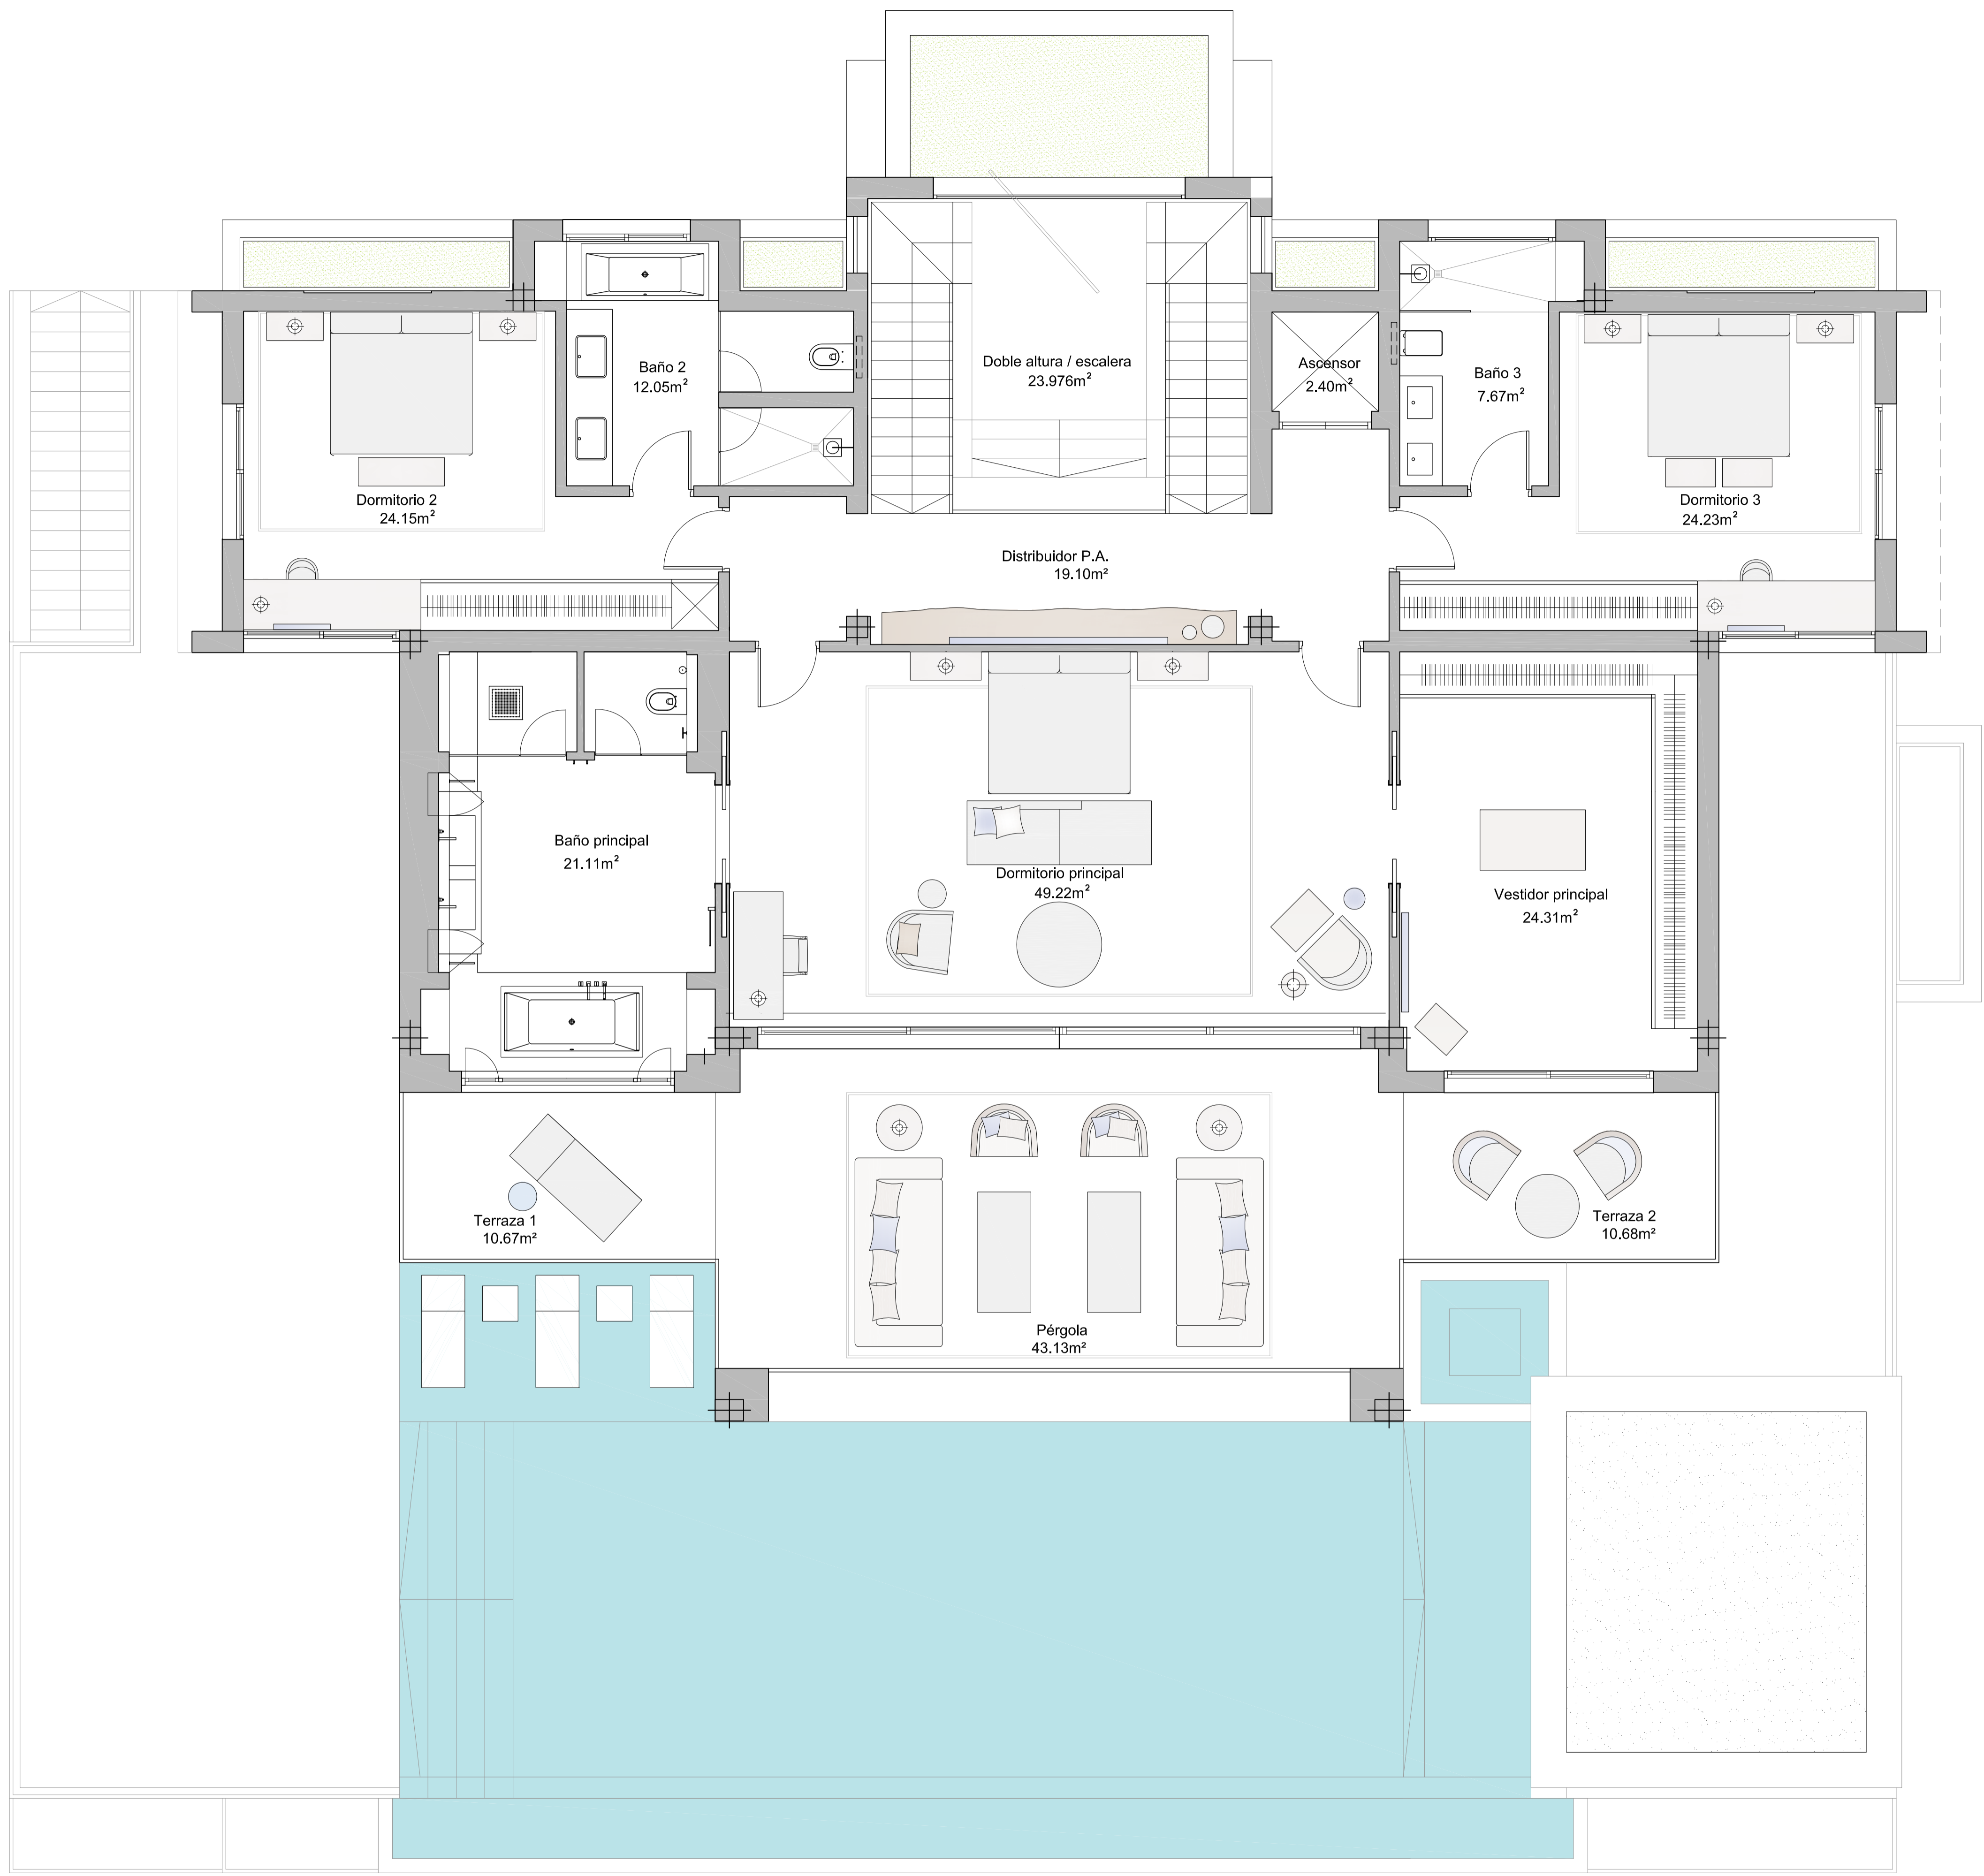 Doble altura / escalera
23.976m²
Ascensor
2.40m²
Baño 2
12.05m²
Baño 3
7.67m²
Dormitorio 2
24.15m²
Dormitorio 3
24.23m²
Distribuidor P.A.
19.10m²
Baño principal
21.11m²
Dormitorio principal
49.22m²
Vestidor principal
24.31m²
Terraza 1
10.67m²
Terraza 2
10.68m²
Pérgola
43.13m²